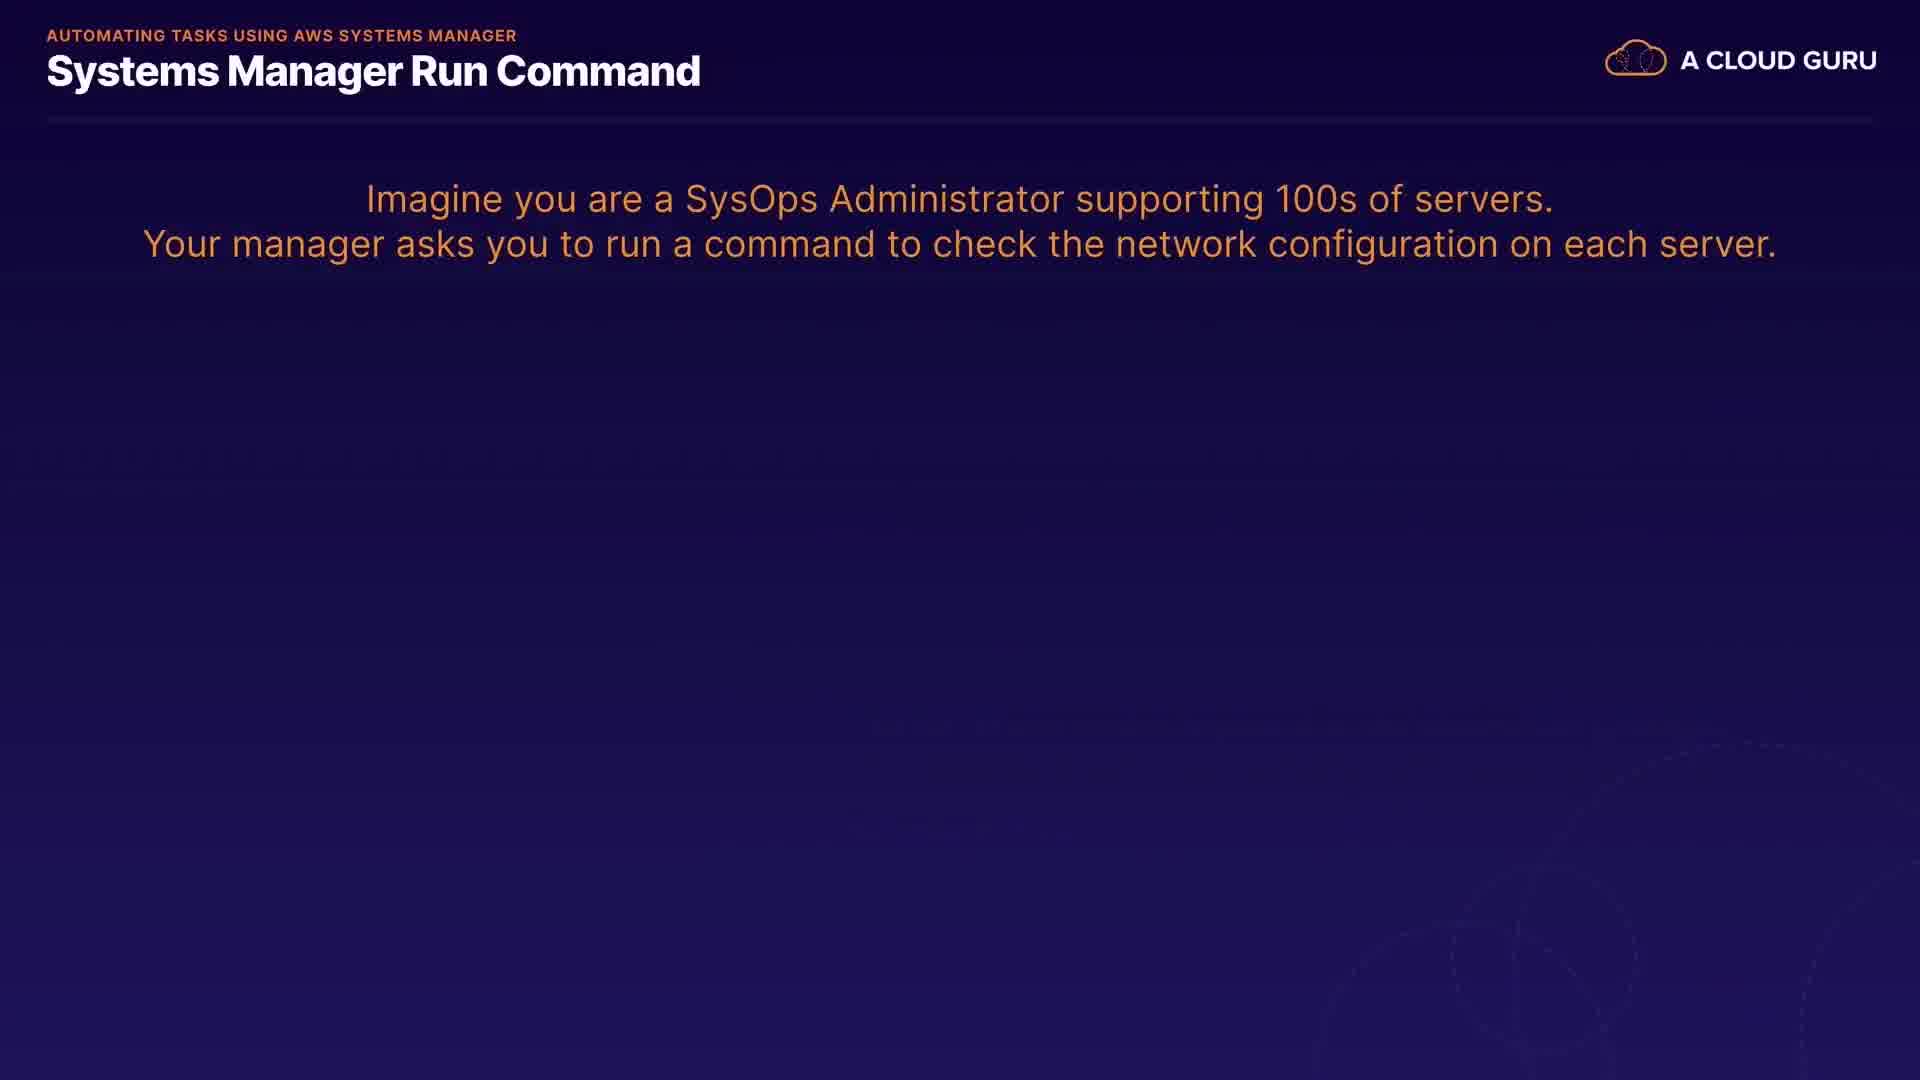 AUTOMATING TASKS USING AWS SYSTEMS MANAGER
Systems Manager Run Command
A CLOUD GURU
Imagine you are a SysOps Administrator supporting 100s of servers.
Your manager asks you to run a command to check the network configuration on each server.